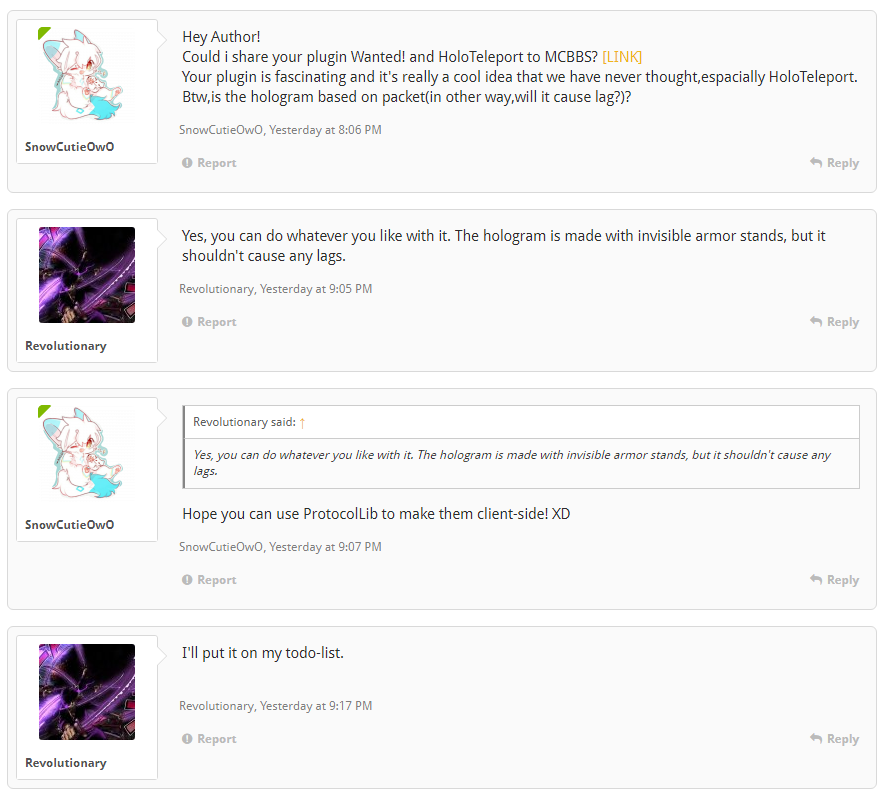 Hey Author!
Could i share your plugin Wanted! and HoloTeleport to MCBBS? [LINK]
Your plugin is fascinating and it's really a cool idea that we have never thought,espacially HoloTeleport.
Btw,is the hologram based on packet(in other way,will it cause lag?)?
SnowCutieOwO, Yesterday at 8:06 PM
SnowCutieOwO
Report
Reply
Yes, you can do whatever you like with it. The hologram is made with invisible armor stands, but it
shouldn't cause any lags.
Revolutionary, Yesterday at 9:05 PM
Report
Reply
Revolutionary
Revolutionary said: ↑
Yes, you can do whatever you like with it. The hologram is made with invisible armor stands, but it shouldn't cause any
lags.
Hope you can use ProtocolLib to make them client-side! XD
SnowCutieOwO
SnowCutieOwO, Yesterday at 9:07 PM
Report
Reply
I'll put it on my todo-list.
Revolutionary, Yesterday at 9:17 PM
Report
Reply
Revolutionary